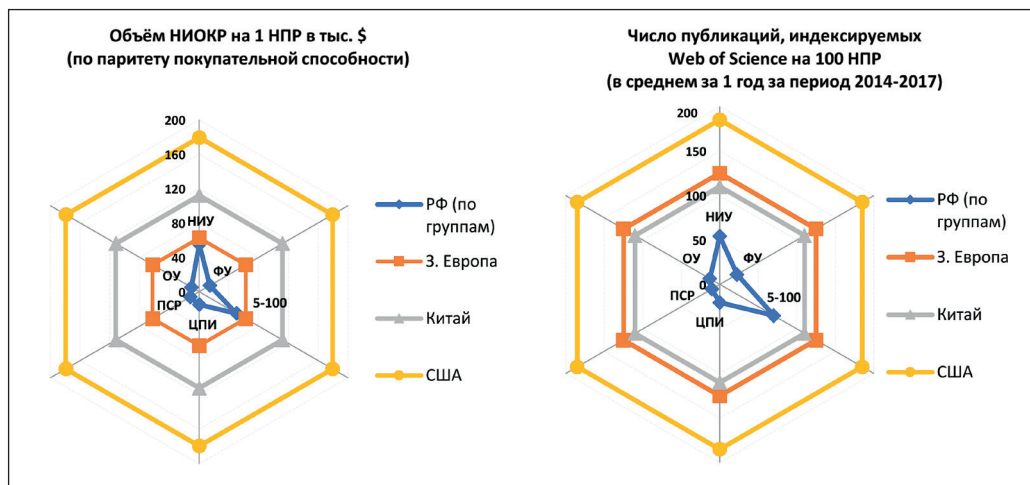 Объём НИОКР на 1 НПР в тыс. $
(по паритету покупательной способности)
200
160
120
80
40
0
НИУ
ФУ
5-100
ЦПИ
ПСР
ОУ
РФ (по
группам)
З. Европа
Китай
США
Число публикаций, индексируемых
Web of Science на 100 НПР
(в среднем за 1 год за период 2014-2017)
200
150
100
50
0
НИУ
ФУ
5-100
ЦПИ
ПСР
ОУ
РФ (по
группам)
З. Европа
Китай
США